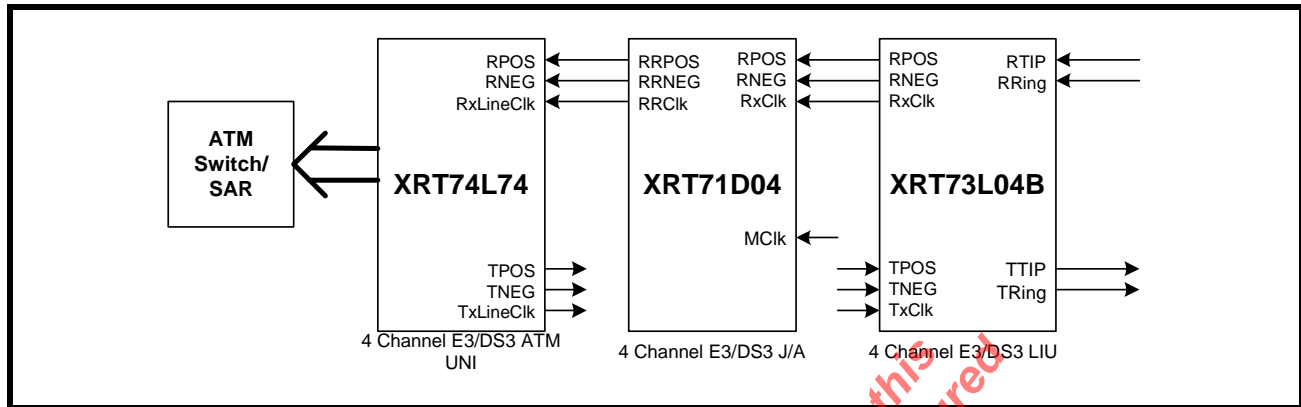 RPOS
RNEG
RxLineClk
RRPOS
RRNEG
RRClk
RPOS
RNEG
RxClk
RPOS
RNEG
RxClk
RTIP
RRing
ATM
Switch/
SAR
XRT74L74
XRT71D04
XRT73L04B
MClk
TPOS
TNEG
TxLineClk
TPOS
TNEG
TxClk
TTIP
TRing
4 Channel E3/DS3 ATM
UNI
4 Channel E3/DS3 J/A
4 Channel E3/DS3 LIU
this